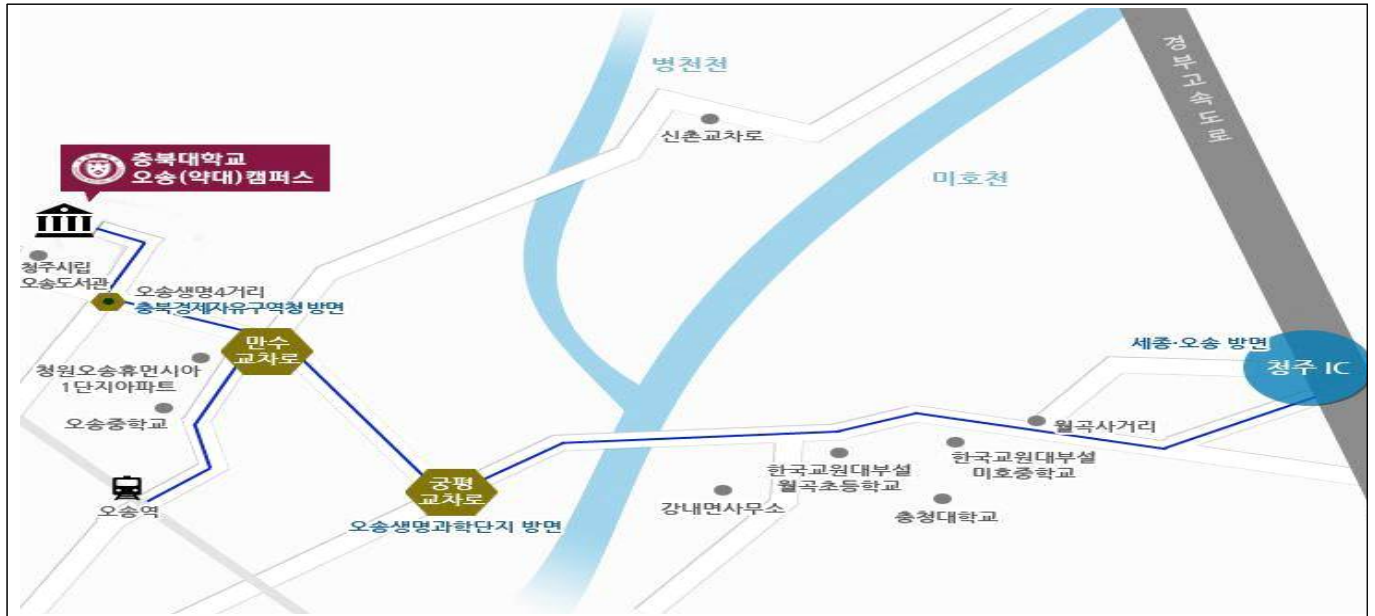 경부고속도로
병천천
신촌교차로
미호천
충북대학교
오송(약대)캠퍼스
청주시립
오송도서관
오송생명4거리
충북경제자유구역청 방면
만수
교차로
청원오송휴먼시아
1단지아파트
오송중학교
오송역
궁평
교차로
오송생명과학단지 방면
세종·오송 방면
청주 IC
월곡사거리
한국교원대부설
월곡초등학교
한국교원대부설
미호중학교
강내면사무소
충청대학교